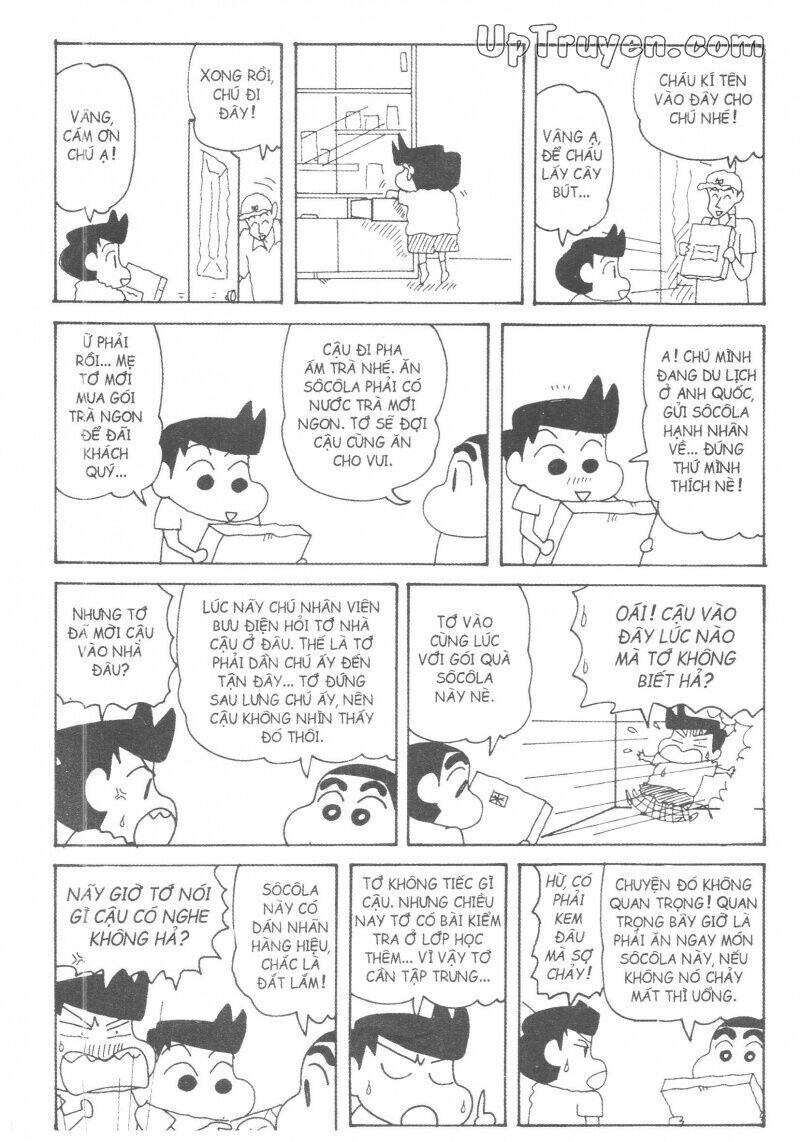 UpTruyen.com
CHÁU KÍ TÊN
VÀO ĐÂY CHO
CHÚ NHÉ!
VÂNG Ạ,
ĐỂ CHÁU
LẤY CÂY
BÚT...
XONG RỒI,
CHÚ ĐI
ĐÂY!
VÂNG,
CÁM ƠN
CHÚ Ạ!
A! CHÚ MÌNH
ĐANG DU LỊCH
Ở ANH QUỐC,
GỬI SÔCÔLA
HẠNH NHÂN
VỀ... ĐÚNG
THỨ MÌNH
THÍCH NÈ!
CẬU ĐI PHA
ẤM TRÀ NHÉ. ĂN
SÔCÔLA PHẢI CÓ
NƯỚC TRÀ MỚI
NGON. TỚ SẼ ĐỢI
CẬU CÙNG ĂN
CHO VUI.
Ừ PHẢI
RỒI... MẸ
TỚ MỚI
MUA GÓI
TRÀ NGON
ĐỂ ĐÃI
KHÁCH
QUÝ...
OÁI! CẬU VÀO
ĐÂY LÚC NÀO
MÀ TỚ KHÔNG
BIẾT HẢ?
TỚ VÀO
CÙNG LÚC
VỚI GÓI QUÀ
SÔCÔLA
NÀY NÈ.
LÚC NÃY CHÚ NHÂN VIÊN
BƯU ĐIỆN HỎI TỚ NHÀ
CẬU Ở ĐÂU. THẾ LÀ TỚ
PHẢI DẪN CHÚ ẤY ĐẾN
TẬN ĐÂY... TỚ ĐỨNG
SAU LƯNG CHÚ ẤY, NÊN
CẬU KHÔNG NHÌN THẤY
ĐÓ THÔI.
NHƯNG TỚ
ĐÃ MỜI CẬU
VÀO NHÀ
ĐÂU?
CHUYỆN ĐÓ KHÔNG
QUAN TRỌNG! QUAN
TRỌNG BÂY GIỜ LÀ
PHẢI ĂN NGAY MÓN
SÔCÔLA NÀY, NẾU
KHÔNG NÓ CHẢY
MẤT THÌ UỔNG.
HỪ, CÓ
PHẢI
KEM
ĐÂU
MÀ SỢ
CHẢY!
TỚ KHÔNG TIẾC GÌ
CẬU. NHƯNG CHIỀU
NAY TỚ CÓ BÀI KIỂM
TRA Ở LỚP HỌC
THÊM... VÌ VẬY TỚ
CẦN TẬP TRUNG...
SÔCÔLA
NÀY CÓ
DÁN NHÃN
HÀNG HIỆU,
CHẮC LÀ
ĐẮT LẮM!
NÃY GIỜ TỚ NÓI
GÌ CẬU CÓ NGHE
KHÔNG HẢ?